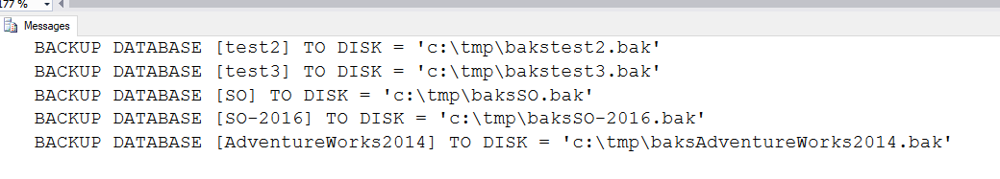 177 %
Messages
BACKUP DATABASE [test2] TO DISK = 'c:\tmp\bakstest2.bak'
BACKUP DATABASE [test3] TO DISK = 'c:\tmp\bakstest3.bak'
BACKUP DATABASE [SO] TO DISK = 'c:\tmp\baksSO.bak'
BACKUP DATABASE [SO-2016] TO DISK = 'c:\tmp\baksSO-2016.bak'
BACKUP DATABASE [AdventureWorks2014] TO DISK = 'c:\tmp\baksAdventureWorks2014.bak'